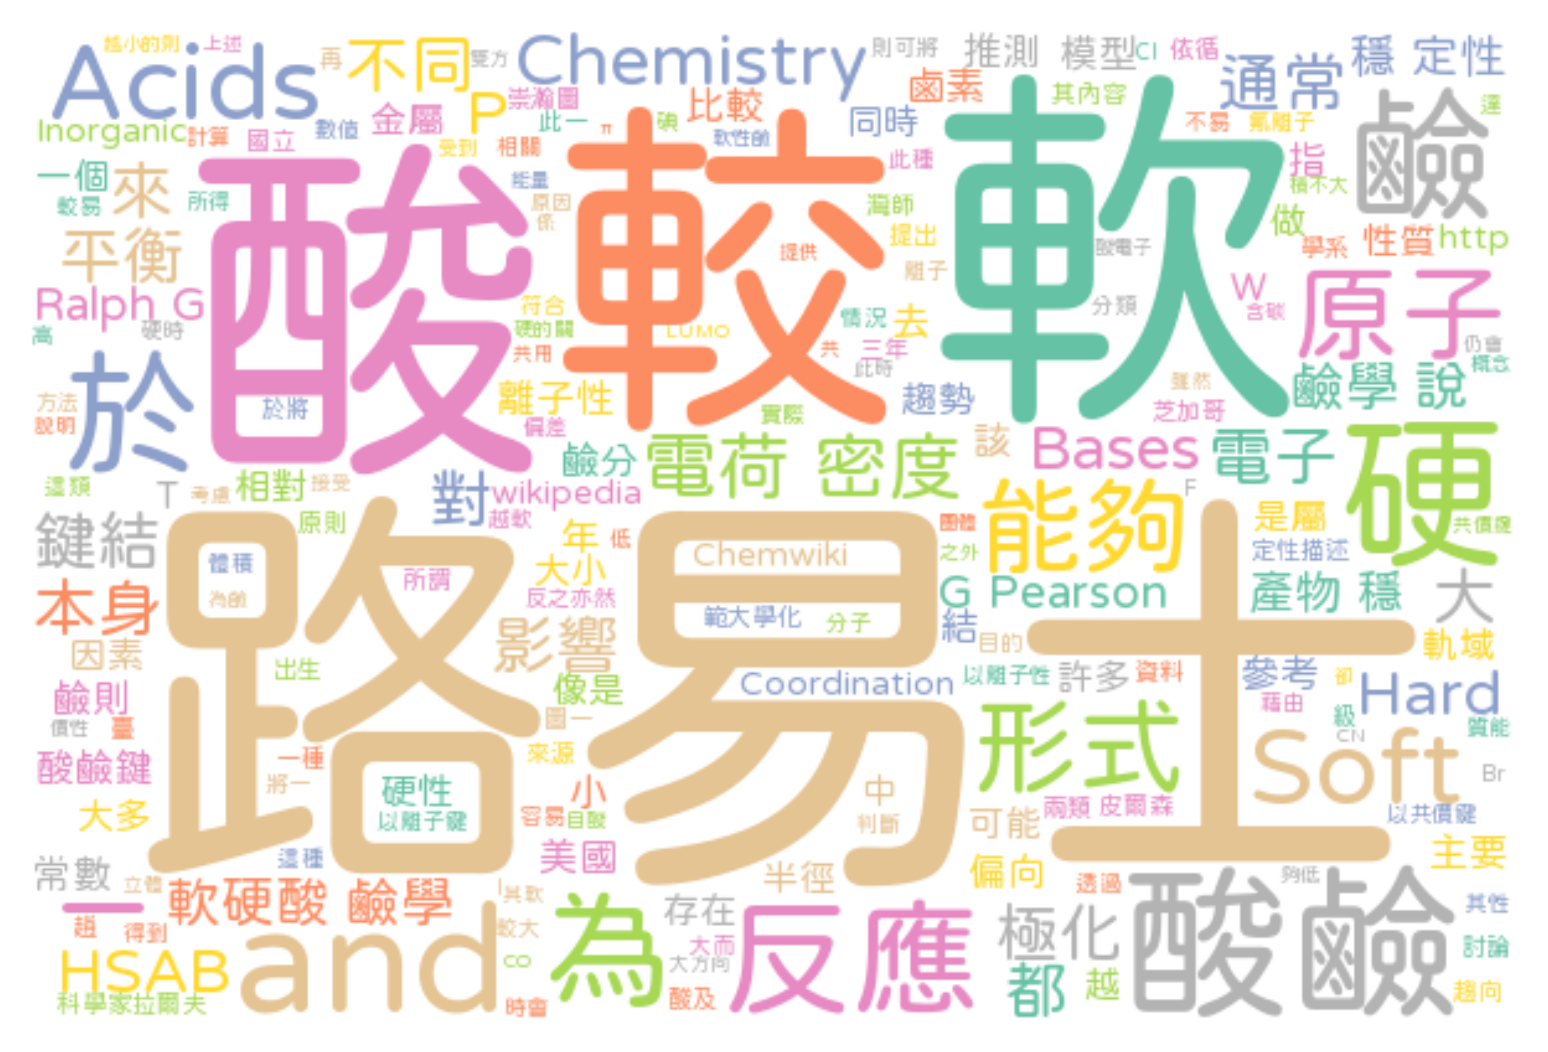 越小的則 上述
Acids
再 不同 雙方
Chemistry
則可將 推測 模型 Cl 依循
通常 穩 定性
Inorganic 計算 國立 數值 金屬 P 崇瀚圖
此一 π 碘 比較 軟性酸 同時 鹵素 其內容
不易 氟離子 鹼 達
受到 相關 此種 指 積不大
一個 來 較易 所得
酸 較 軟
能量 原因 係 提供 灣師 提出 離子
酸電子 做 學系 性質 http
平衡
Ralph G
高 硬時
符合 硬的關 共用 LUMO 共
情況 去 三年 此時 分類
W 含碳 原子 仍會 概念
於 於將
方法 說明
離子性 偏差 實際 趨勢
雖然 芝加哥 鹼學 說
這類 T 考慮 相對 接受 原則
對 wikipedia 越軟
鹼分 電荷 密度 該 Bases 電子 硬
F 共價鍵
鍵結 體積 為酸 所謂
年 低 大小 反之亦然
Chemwiki
團體 之外 能夠 是屬 定性描述
本身 路 易 士
範大學化 分子
G Pearson 產物 穩 大
因素 出生 影響 像是 結 目的
Coordination
以離子性 許多 資料 參考 卻 軌域
鹼則 價性 臺 圖一
藉由 級 CN Hard 質能
酸鹼鍵 一種 將一 來源
硬性 以離子鍵
小 容易 目酸
中 判斷 形式 Soft Br
大多 這種
兩類 皮爾森 可能 以共價鍵
常數 立體 美國 半徑 偏向 透過 夠低 主要
一 軟硬酸 鹼學 其軟
趙 得到 較大
存在 大而 大方向 極化 酸鹼 其性
HSAB and co 為 反應
都 越 討論
科學家拉爾夫 時會 酸及 趨向